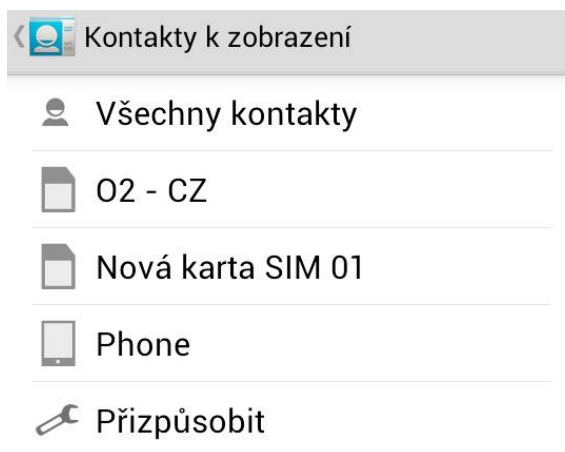 Kontakty k zobrazení
Všechny kontakty
O2 - CZ
Nová karta SIM 01
Phone
Přizpůsobit